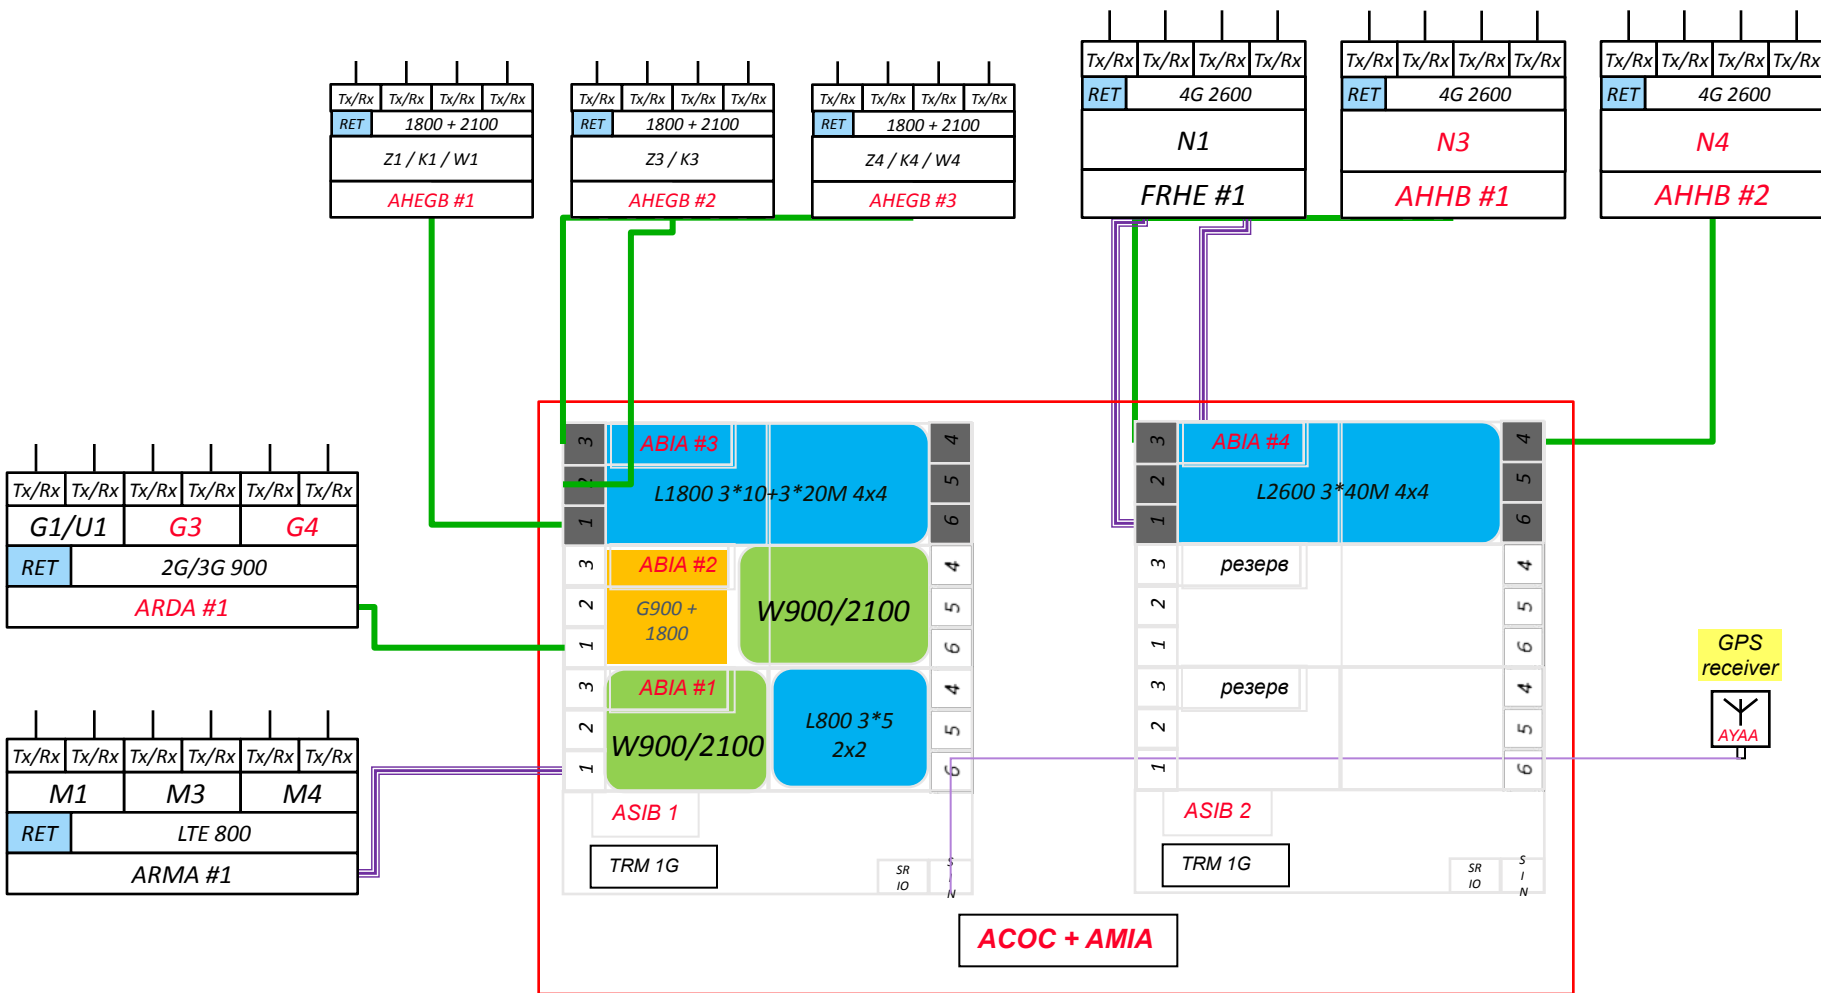 Tx/Rx Tx/Rx Tx/Rx Tx/Rx
RET 1800 + 2100
Z1 / K1 / W1
AHEGB #1
Tx/Rx Tx/Rx Tx/Rx Tx/Rx
RET 1800 + 2100
Z3 / K3
AHEGB #2
Tx/Rx Tx/Rx Tx/Rx Tx/Rx
RET 1800 + 2100
Z4 / K4 / W4
AHEGB #3
Tx/Rx Tx/Rx Tx/Rx Tx/Rx
RET 4G 2600
N1
FRHE #1
Tx/Rx Tx/Rx Tx/Rx Tx/Rx
RET 4G 2600
N3
AHHB #1
Tx/Rx Tx/Rx Tx/Rx Tx/Rx
RET 4G 2600
N4
AHHB #2
Tx/Rx Tx/Rx Tx/Rx Tx/Rx Tx/Rx Tx/Rx
G1/U1 G3 G4
RET 2G/3G 900
ARDA #1
Tx/Rx Tx/Rx Tx/Rx Tx/Rx Tx/Rx Tx/Rx
M1 M3 M4
RET LTE 800
ARMA #1
3 ABIA #3 4
2 L1800 3*10+3*20M 4x4 5
1 6
3 ABIA #2 4
2 G900 + W900/2100 5
1800
1 6
3 ABIA #1 4
2 L800 3*5 5
W900/2100 2x2
1 6
ASIB 1
TRM 1G
SR
IO
S
I
N
3 ABIA #4 4
2 L2600 3*40M 4x4 5
1 6
3 резерв 4
2 5
1 6
3 резерв 4
2 5
1 6
ASIB 2
TRM 1G
SR
IO
S
I
N
GPS
receiver
AYAA
ACOC + AMIA